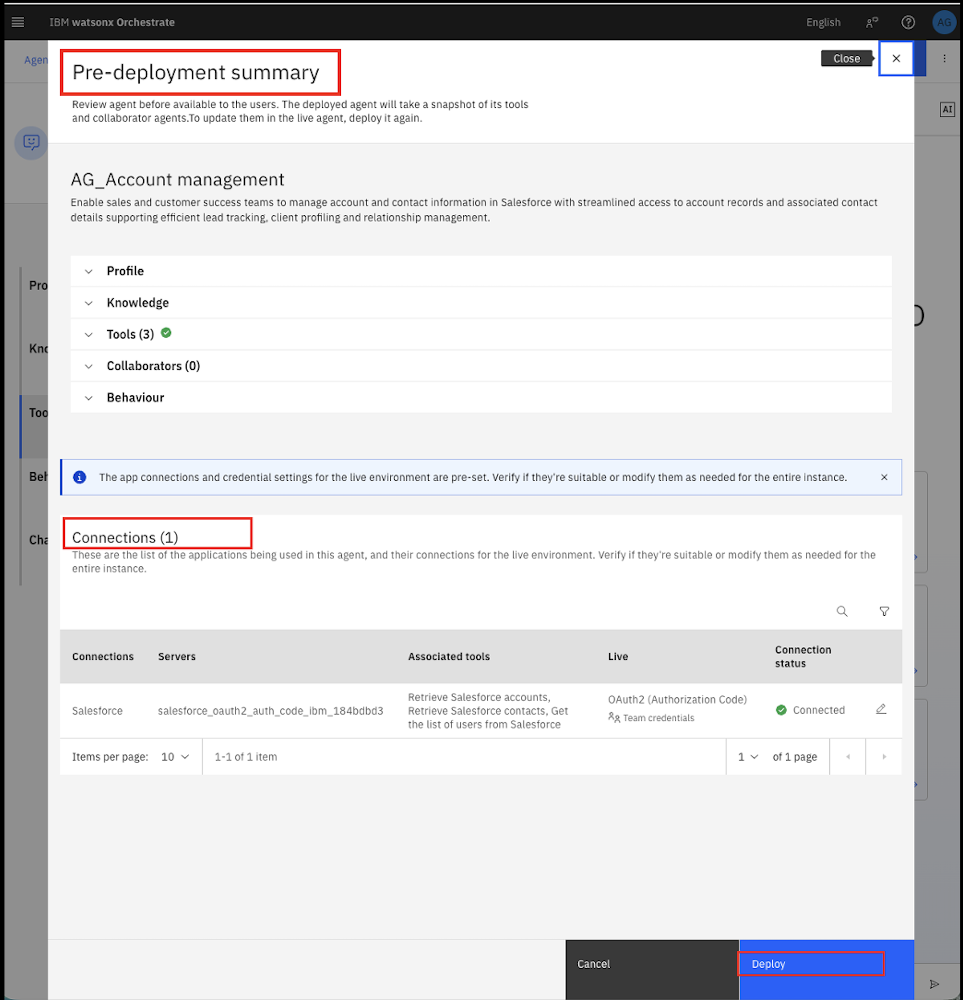 IBM watsonx Orchestrate
English
AG
Agen
Pre-deployment summary
Close
Review agent before available to the users. The deployed agent will take a snapshot of its tools
and collaborator agents.To update them in the live agent, deploy it again.
AI
AG_Account management
Enable sales and customer success teams to manage account and contact information in Salesforce with streamlined access to account records and associated contact
details supporting efficient lead tracking, client profiling and relationship management.
Profile
Pro
Knowledge
Tools (3)
Kno
Collaborators (0)
Behaviour
Too
The app connections and credential settings for the live environment are pre-set. Verify if they're suitable or modify them as needed for the entire instance.
Beh
Connections (1)
Cha
These are the list of the applications being used in this agent, and their connections for the live environment. Verify if they're suitable or modify them as needed for the
entire instance.
Connections
Servers
Associated tools
Live
Connection
status
Salesforce
salesforce_oauth2_auth_code_ibm_184bdbd3
Retrieve Salesforce accounts,
Retrieve Salesforce contacts, Get
the list of users from Salesforce
OAuth2 (Authorization Code)
Team credentials
Connected
Items per page: 10
1-1 of 1 item
1
of 1 page
Cancel
Deploy